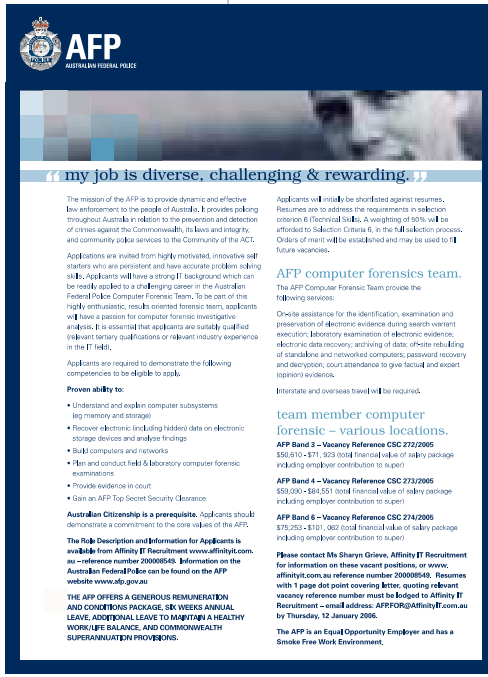 AFP
AUSTRALIAN FEDERAL POLICE
“ my job is diverse, challenging & rewarding. ”
The mission of the AFP is to provide dynamic and effective
law enforcement to the people of Australia. It provides policing
throughout Australia in relation to the prevention and detection
of crimes against the Commonwealth, its laws and integrity,
and community police services to the Community of the ACT.
Applications are invited from highly motivated, innovative self
starters who are persistent and have accurate problem solving
skills. Applicants will have a strong IT background which can
be readily applied to a challenging career in the Australian
Federal Police Computer Forensic Team. To be part of this
highly enthusiastic, results oriented forensic team, applicants
will have a passion for computer forensic investigative
analysis. It is essential that applicants are suitably qualified
(relevant tertiary qualifications or relevant industry experience
in the IT field).
Applicants are required to demonstrate the following
competencies to be eligible to apply.
Proven ability to:
• Understand and explain computer subsystems
(eg memory and storage)
• Recover electronic (including hidden) data on electronic
storage devices and analyse findings
• Build computers and networks
• Plan and conduct field & laboratory computer forensic
examinations
• Provide evidence in court
• Gain an AFP Top Secret Security Clearance
Australian Citizenship is a prerequisite. Applicants should
demonstrate a commitment to the core values of the AFP.
The Role Description and Information for Applicants is
available from Affinity IT Recruitment www.affinityit.com.
au – reference number 200008549. Information on the
Australian Federal Police can be found on the AFP
website www.afp.gov.au
THE AFP OFFERS A GENEROUS REMUNERATION
AND CONDITIONS PACKAGE, SIX WEEKS ANNUAL
LEAVE, ADDITIONAL LEAVE TO MAINTAIN A HEALTHY
WORK/LIFE BALANCE, AND COMMONWEALTH
SUPERANNUATION PROVISIONS.
Applicants will initially be shortlisted against resumes.
Resumes are to address the requirements in selection
criterion 6 (Technical Skills). A weighting of 50% will be
afforded to Selection Criteria 6, in the full selection process.
Orders of merit will be established and may be used to fill
future vacancies.
AFP computer forensics team.
The AFP Computer Forensic Team provide the
following services:
On-site assistance for the identification, examination and
preservation of electronic evidence during search warrant
execution; laboratory examination of electronic evidence,
electronic data recovery; archiving of data; off-site rebuilding
of standalone and networked computers, password recovery
and decryption; court attendance to give factual and expert
(opinion) evidence.
Interstate and overseas travel will be required.
team member computer
forensic – various locations.
AFP Band 3 – Vacancy Reference CSC 272/2005
$50,610 - $71, 923 (total financial value of salary package
including employer contribution to super)
AFP Band 4 – Vacancy Reference CSC 273/2005
$59,090 - $84,551 (total financial value of salary package
including employer contribution to super)
AFP Band 6 – Vacancy Reference CSC 274/2005
$75,253 - $101, 062 (total financial value of salary package
including employer contribution to super)
Please contact Ms Sharyn Grieve, Affinity IT Recruitment
for information on these vacant positions, or www.
affinityit.com.au reference number 200008549. Resumes
with 1 page dot point covering letter, quoting relevant
vacancy reference number must be lodged to Affinity IT
Recruitment – email address: AFP.FOR@AffinityIT.com.au
by Thursday, 12 January 2006.
The AFP is an Equal Opportunity Employer and has a
Smoke Free Work Environment.